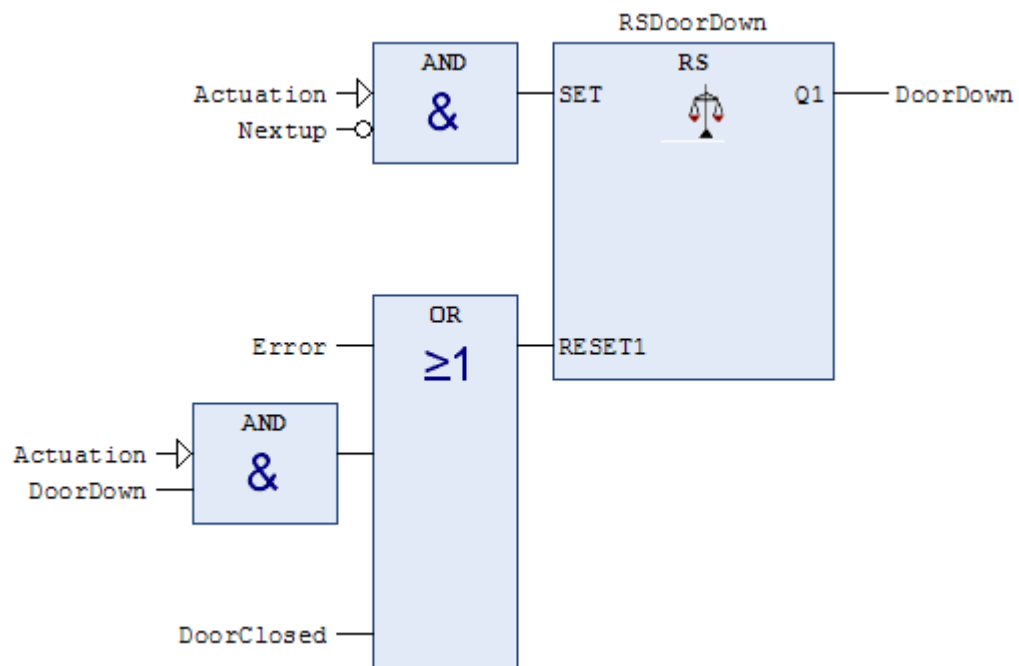 RSDoorDown
AND
RS
Actuation
&
SET
Q1
DoorDown
Nextup
OR
Error
≥1
RESET1
AND
Actuation
&
DoorDown
DoorClosed